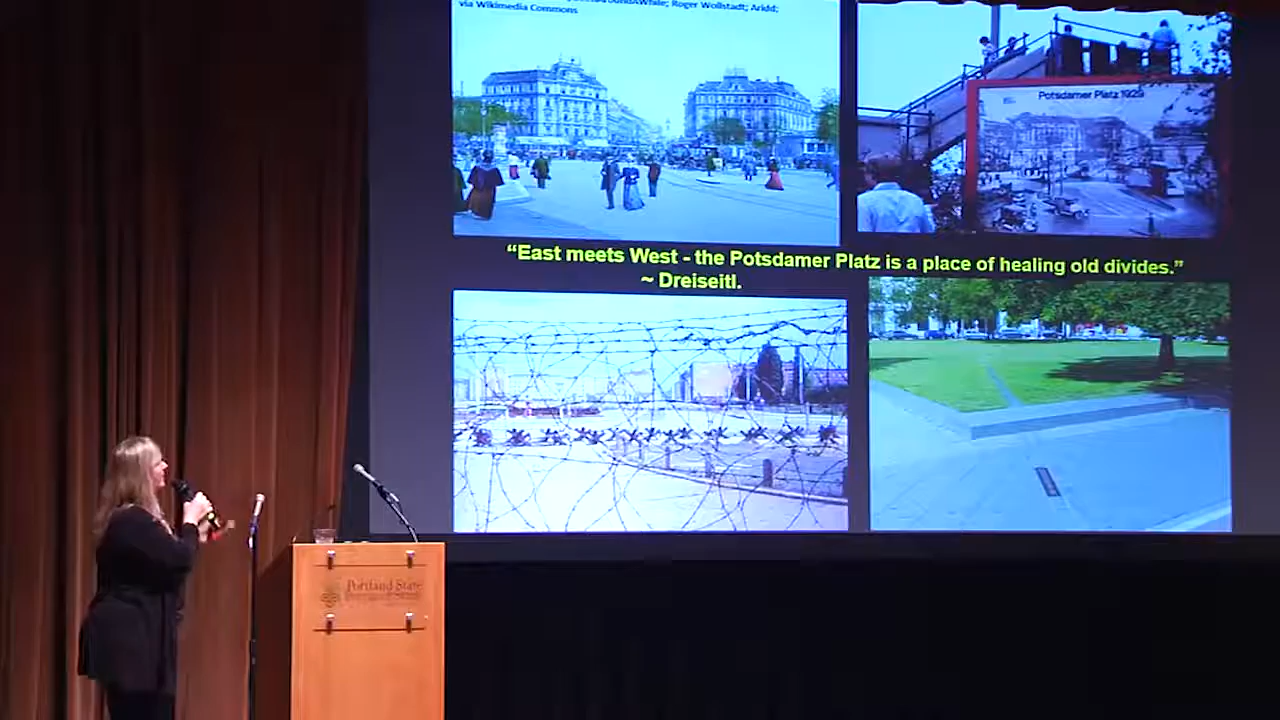 via Wikimedia Commons
Potsdamer Platz 1929
“East meets West - the Potsdamer Platz is a place of healing old divides.”
~ Dreiseitl.
Portland State